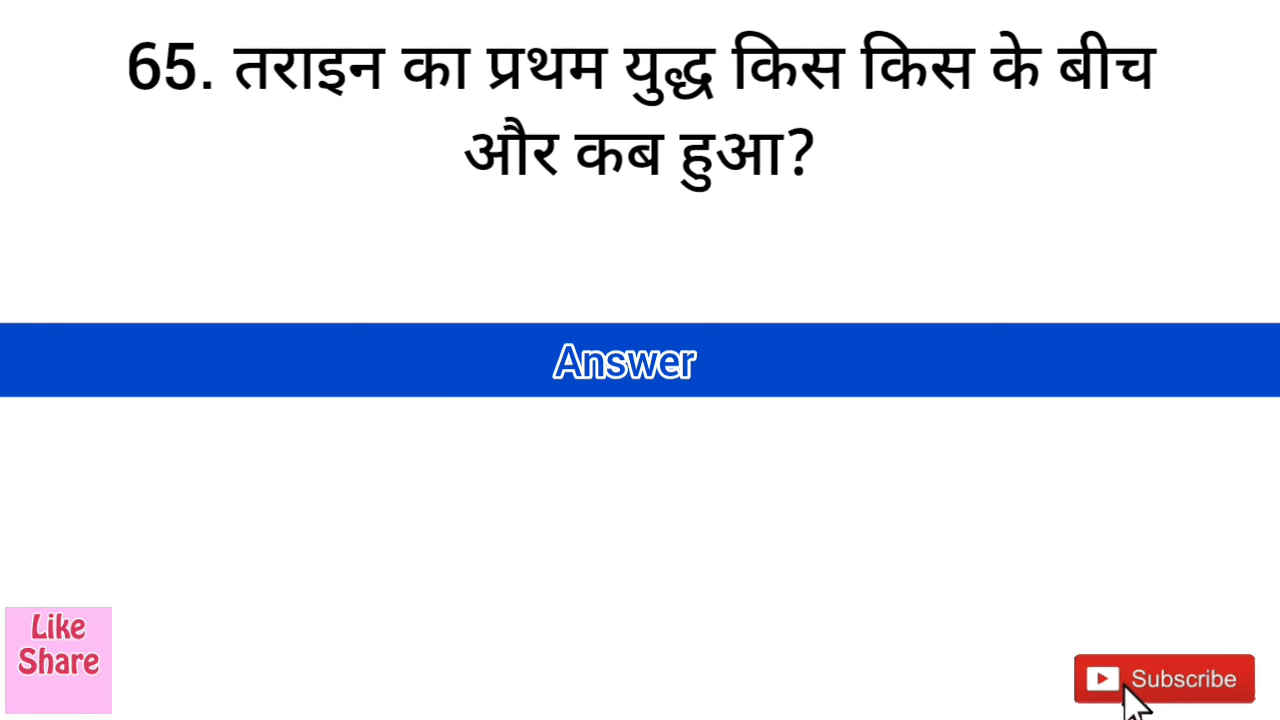 65. तराइन का प्रथम युद्ध किस किस के बीच
और कब हुआ?
Answer
Like
Share
Subscribe